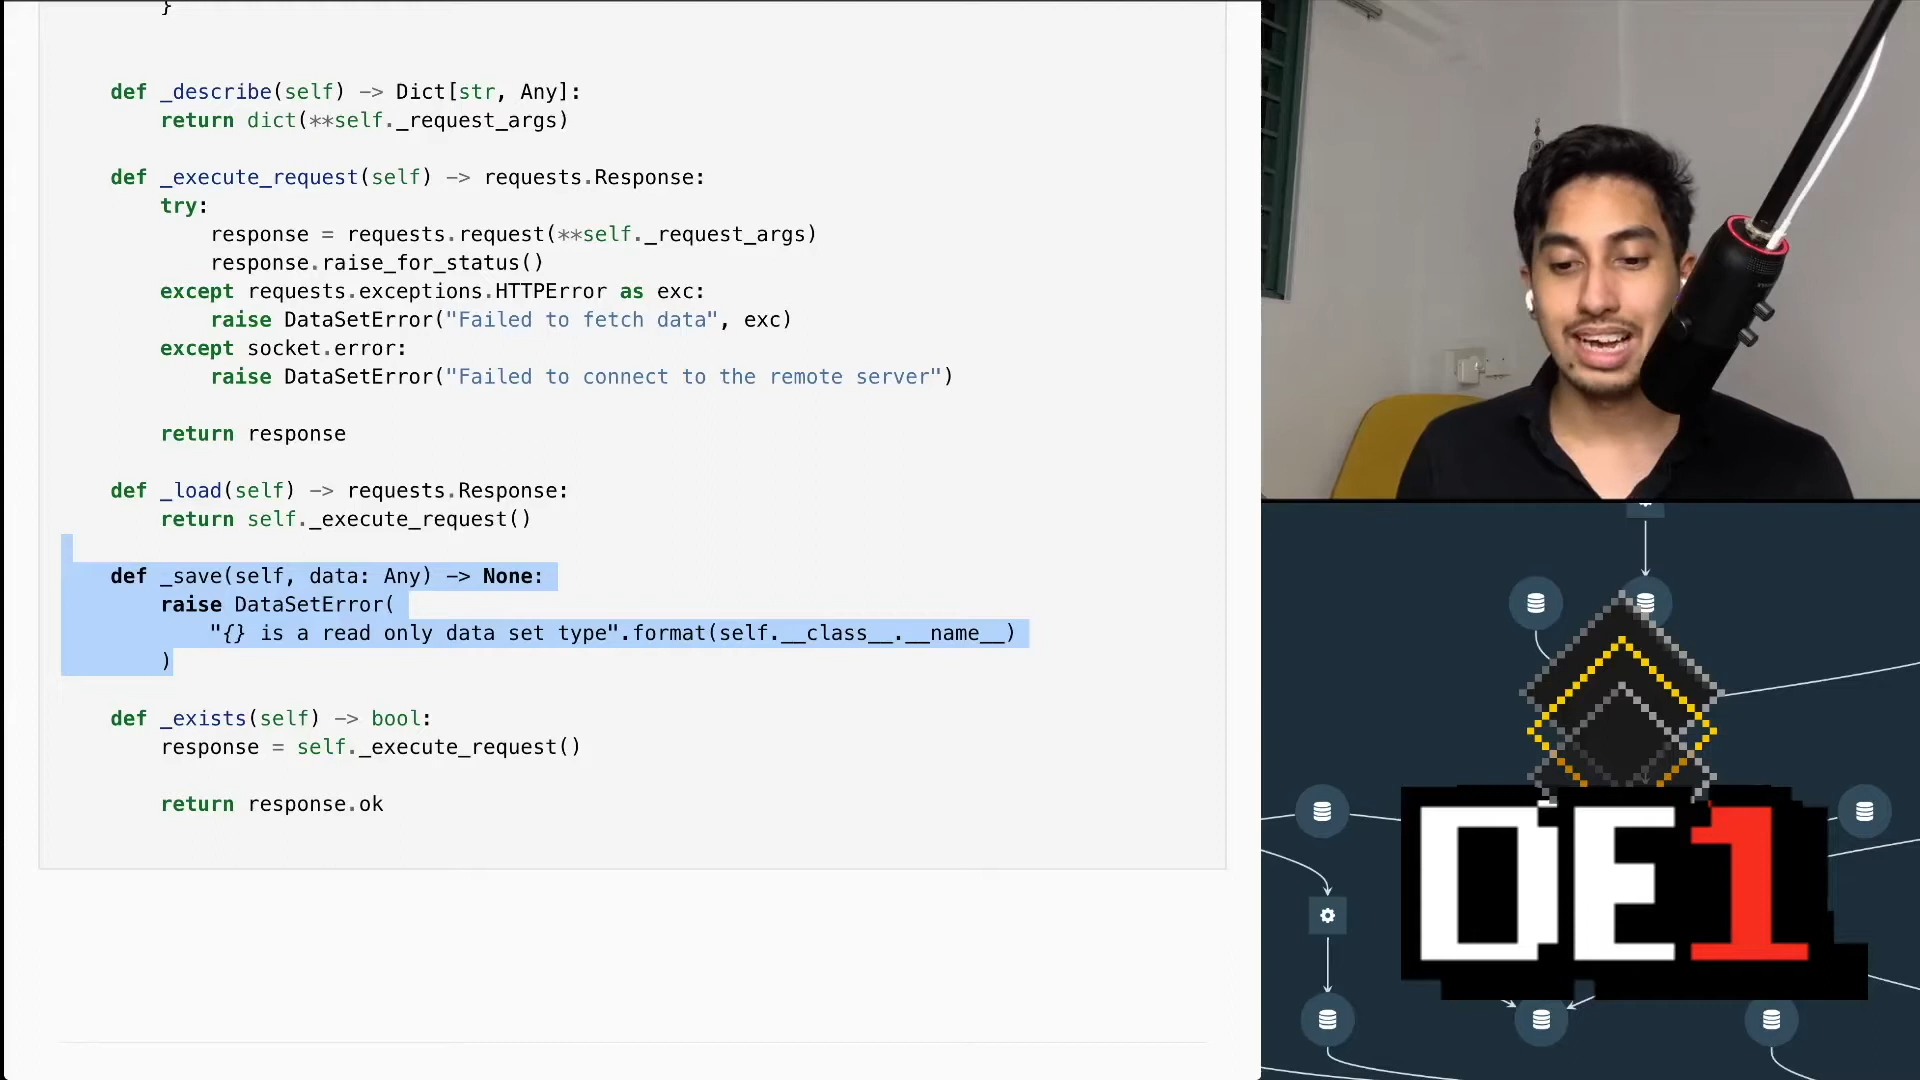 }
def _describe(self) -> Dict[str, Any]:
return dict(**self._request_args)
def _execute_request(self) -> requests.Response:
try:
response = requests.request(**self._request_args)
response.raise_for_status()
except requests.exceptions.HTTPError as exc:
raise DataSetError("Failed to fetch data", exc)
except socket.error:
raise DataSetError("Failed to connect to the remote server")
return response
def _load(self) -> requests.Response:
return self._execute_request()
def _save(self, data: Any) -> None:
raise DataSetError(
"{} is a read only data set type".format(self.__class__.__name__)
)
def _exists(self) -> bool:
response = self._execute_request()
return response.ok
DE1